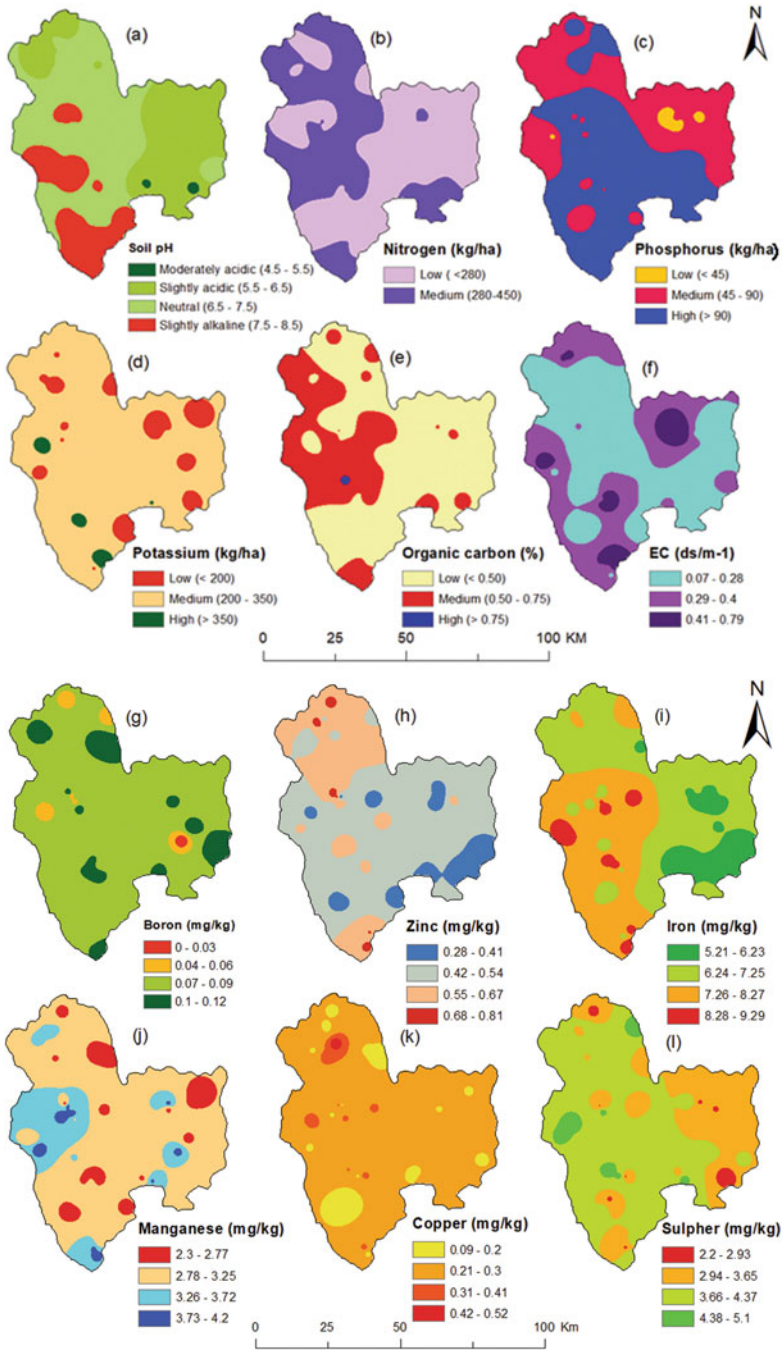 (a)
(b)
(c)
N
Soil pH
Moderately acidic (4.5 - 5.5)
Slightly acidic (5.5 - 6.5)
Neutral (6.5 - 7.5)
Slightly alkaline (7.5 - 8.5)
Nitrogen (kg/ha)
Low ( <280)
Medium (280-450)
Phosphorus (kg/ha)
Low (< 45)
Medium (45 - 90)
High (> 90)
(d)
(e)
(f)
Potassium (kg/ha)
Low (< 200)
Medium (200 - 350)
High (> 350)
Organic carbon (%)
Low (< 0.50)
Medium (0.50 - 0.75)
High (> 0.75)
EC (ds/m-1)
0.07 - 0.28
0.29 - 0.4
0.41 - 0.79
0 25 50 100 KM
(g)
(h)
(i)
N
Boron (mg/kg)
0 - 0.03
0.04 - 0.06
0.07 - 0.09
0.1 - 0.12
Zinc (mg/kg)
0.28 - 0.41
0.42 - 0.54
0.55 - 0.67
0.68 - 0.81
Iron (mg/kg)
5.21 - 6.23
6.24 - 7.25
7.26 - 8.27
8.28 - 9.29
(j)
(k)
(l)
Manganese (mg/kg)
2.3 - 2.77
2.78 - 3.25
3.26 - 3.72
3.73 - 4.2
Copper (mg/kg)
0.09 - 0.2
0.21 - 0.3
0.31 - 0.41
0.42 - 0.52
Sulpher (mg/kg)
2.2 - 2.93
2.94 - 3.65
3.66 - 4.37
4.38 - 5.1
0 25 50 100 Km